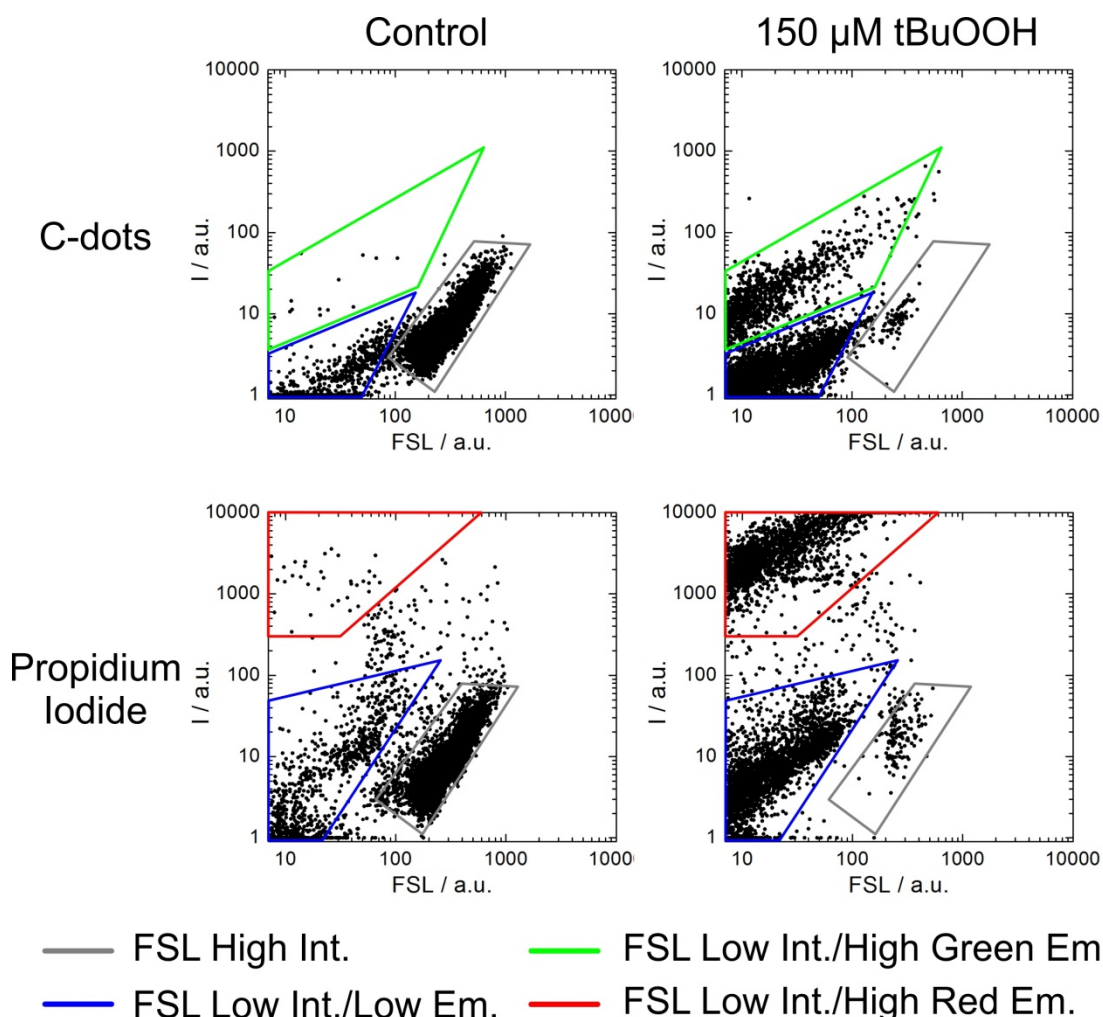 Control
150 µM tBuOOH
C-dots
10000
1000
100
10
1
I / a.u.
10 100 1000
FSL / a.u.
10000
1000
100
10
1
I / a.u.
10 100 1000 10000
FSL / a.u.
Propidium
Iodide
10000
1000
100
10
1
I / a.u.
10 100 1000
FSL / a.u.
10000
1000
100
10
1
I / a.u.
10 100 1000 10000
FSL / a.u.
FSL High Int.
FSL Low Int./High Green Em
FSL Low Int./Low Em.
FSL Low Int./High Red Em.